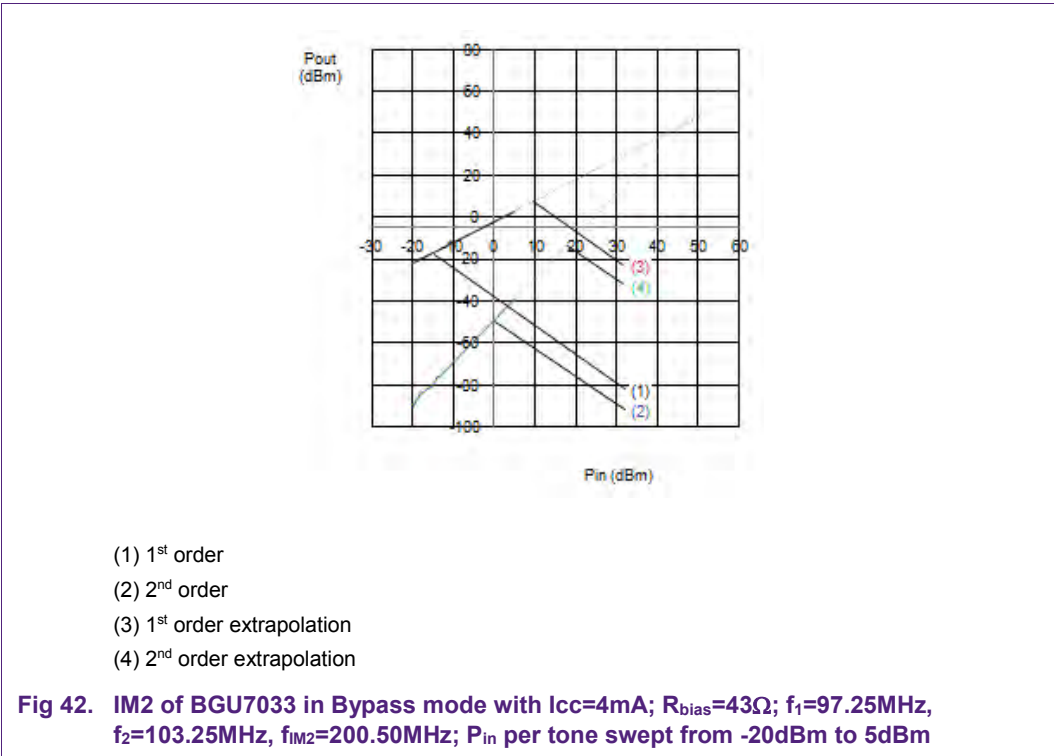 Pout
(dBm)
80
60
40
20
0
-30 -20 -10 0 10 20 30 40 50 60
-20
(3)
(4)
-40
-60
-80
(1)
(2)
-100
Pin (dBm)
(1) 1st order
(2) 2nd order
(3) 1st order extrapolation
(4) 2nd order extrapolation
Fig 42. IM2 of BGU7033 in Bypass mode with Icc=4mA; Rbias=43Ω; f1=97.25MHz,
f2=103.25MHz, fIM2=200.50MHz; Pin per tone swept from -20dBm to 5dBm